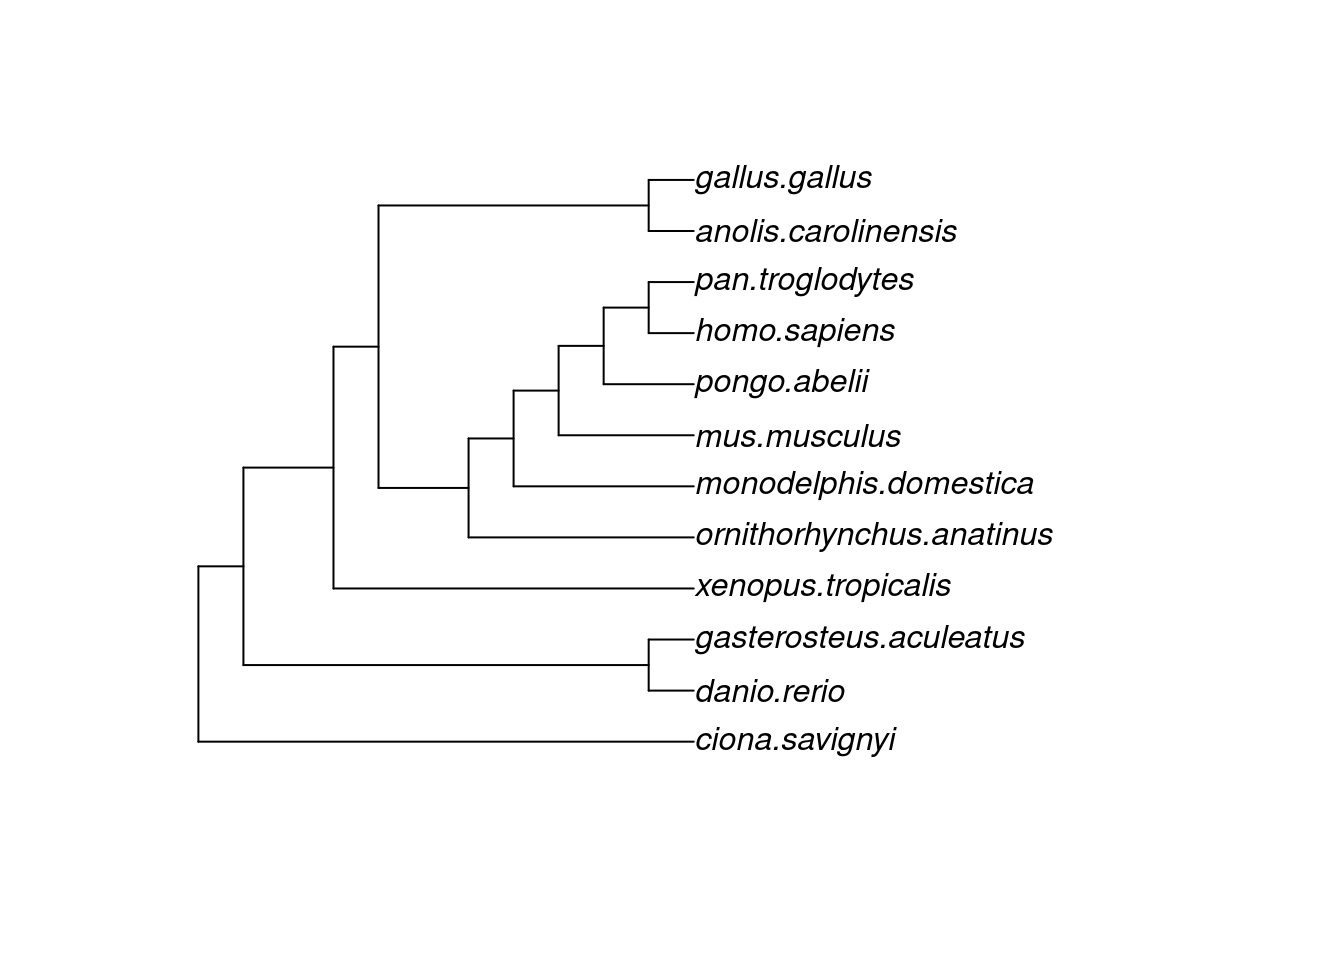 gallus.gallus
anolis.carolinensis
pan.troglodytes
homo.sapiens
pongo.abelii
mus.musculus
monodelphis.domestica
ornithorhynchus.anatinus
xenopus.tropicalis
gasterosteus.aculeatus
danio.rerio
ciona.savignyi